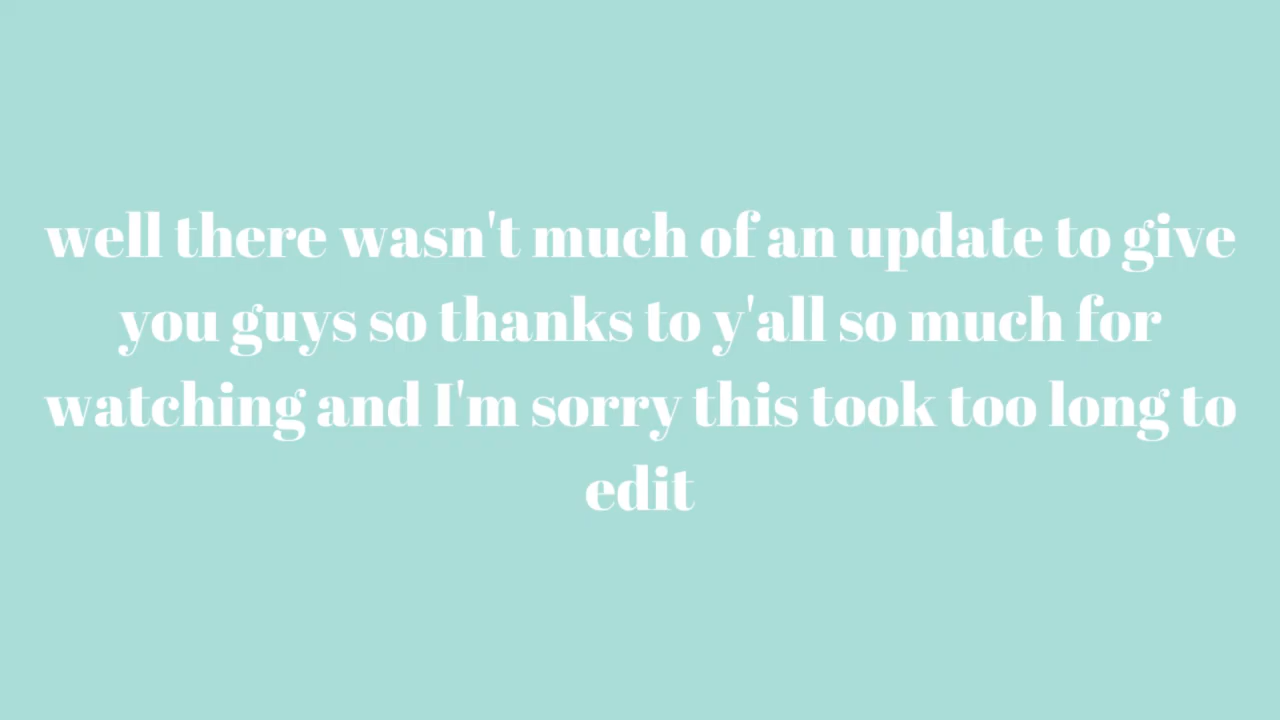 well there wasn't much of an update to give
you guys so thanks to y'all so much for
watching and I'm sorry this took too long to
edit